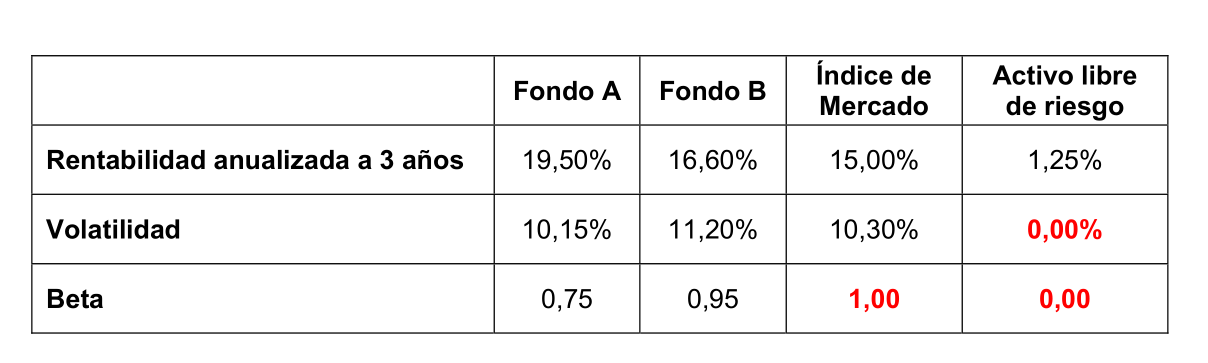 Fondo A
Fondo B
Índice de
Mercado
Activo libre
de riesgo
Rentabilidad anualizada a 3 años 19,50% 16,60% 15,00% 1,25%
Volatilidad 10,15% 11,20% 10,30% 0,00%
Beta 0,75 0,95 1,00 0,00